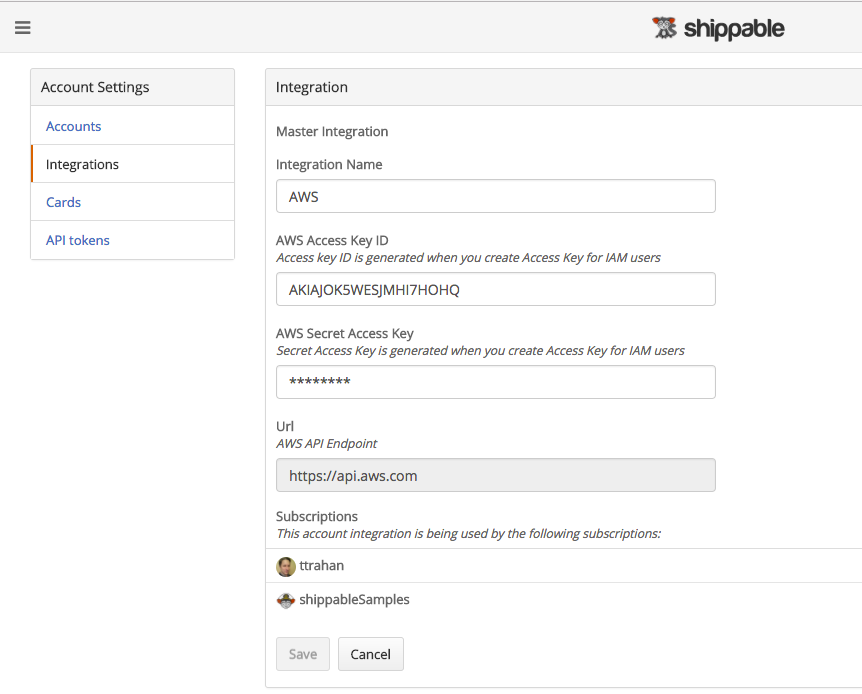 shippable
Account Settings
Accounts
Integrations
Cards
API tokens
Integration
Master Integration
Integration Name
AWS
AWS Access Key ID
Access key ID is generated when you create Access Key for IAM users
AKIAJOK5WESJMHI7HOHQ
AWS Secret Access Key
Secret Access Key is generated when you create Access Key for IAM users
********
Url
AWS API Endpoint
https://api.aws.com
Subscriptions
This account integration is being used by the following subscriptions:
ttrahan
shippableSamples
Save Cancel